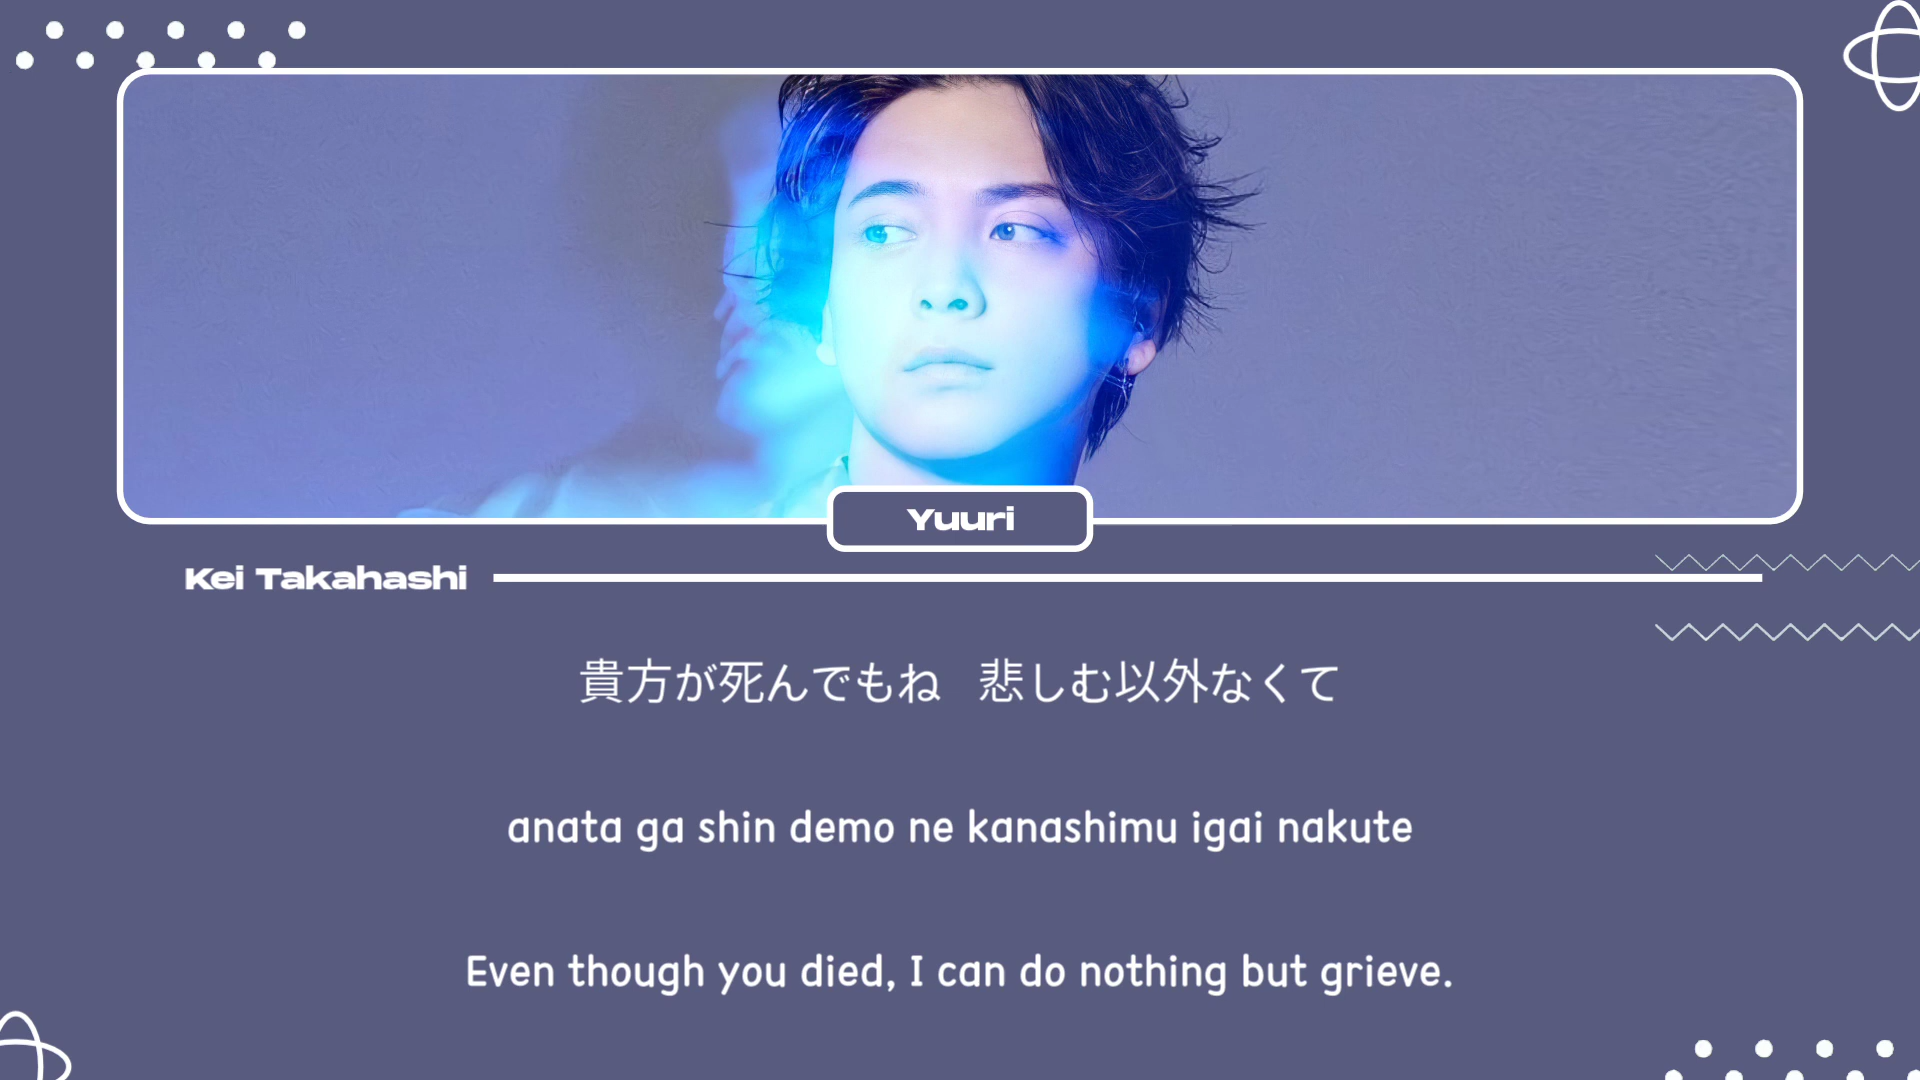 Yuuri
Kei Takahashi
貴方が死んでもね 悲しむ以外なくて
anata ga shin demo ne kanashimu igai nakute
Even though you died, I can do nothing but grieve.